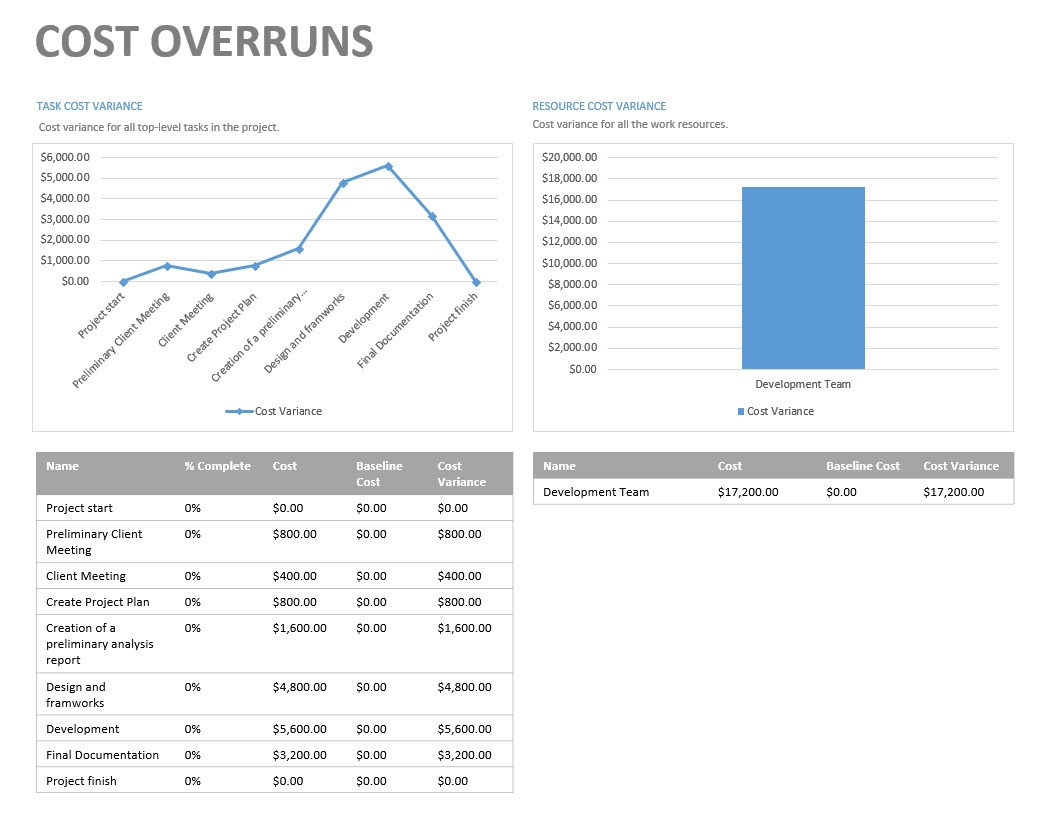 COST OVERRUNS
TASK COST VARIANCE
Cost variance for all top-level tasks in the project.
$6,000.00
$5,000.00
$4,000.00
$3,000.00
$2,000.00
$1,000.00
$0.00
Project start
Preliminary Client Meeting
Client Meeting
Create Project Plan
Creation of a preliminary...
Design and framworks
Development
Final Documentation
Project finish
Cost Variance
RESOURCE COST VARIANCE
Cost variance for all the work resources.
$20,000.00
$18,000.00
$16,000.00
$14,000.00
$12,000.00
$10,000.00
$8,000.00
$6,000.00
$4,000.00
$2,000.00
$0.00
Development Team
Cost Variance
Name % Complete Cost Baseline Cost
Cost Variance
Project start 0% $0.00 $0.00 $0.00
Preliminary Client 0% $800.00 $0.00 $800.00
Meeting
Client Meeting 0% $400.00 $0.00 $400.00
Create Project Plan 0% $800.00 $0.00 $800.00
Creation of a 0% $1,600.00 $0.00 $1,600.00
preliminary analysis
report
Design and 0% $4,800.00 $0.00 $4,800.00
framworks
Development 0% $5,600.00 $0.00 $5,600.00
Final Documentation 0% $3,200.00 $0.00 $3,200.00
Project finish 0% $0.00 $0.00 $0.00
Name Cost Baseline Cost Cost Variance
Development Team $17,200.00 $0.00 $17,200.00